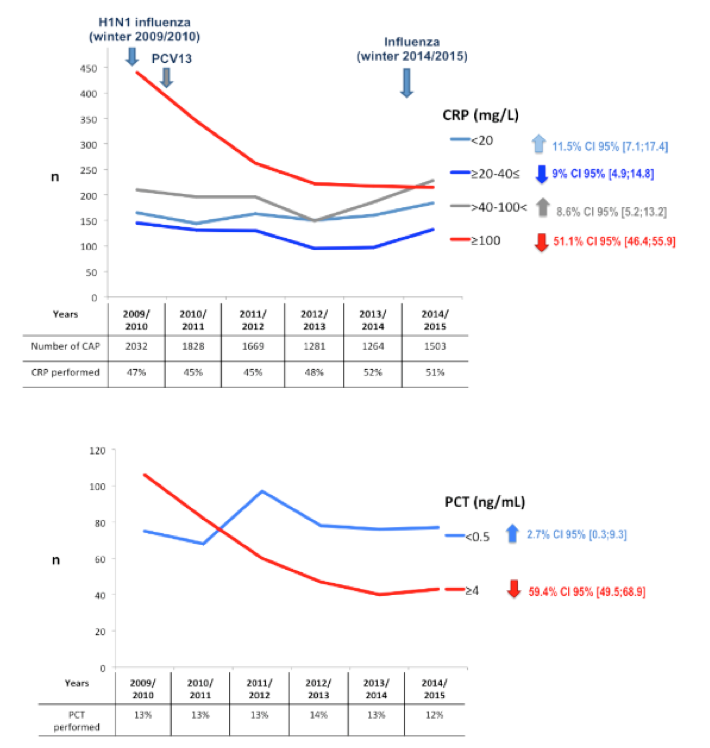 H1N1 influenza
(winter 2009/2010)
PCV13
Influenza
(winter 2014/2015)
450
400
350
300
250
200
150
100
50
0
n
CRP (mg/L)
<20
11.5% CI 95% [7.1;17.4]
≥20-40≤
9% CI 95% [4.9;14.8]
>40-100<
8.6% CI 95% [5.2;13.2]
≥100
51.1% CI 95% [46.4;55.9]
Years 2009/ 2010/ 2011/ 2012/ 2013/ 2014/
2010 2011 2012 2013 2014 2015
Number of CAP 2032 1828 1669 1281 1264 1503
CRP performed 47% 45% 45% 48% 52% 51%
120
100
80
60
40
20
0
n
PCT (ng/mL)
<0.5
2.7% CI 95% [0.3;9.3]
≥4
59.4% CI 95% [49.5;68.9]
Years 2009/ 2010/ 2011/ 2012/ 2013/ 2014/
2010 2011 2012 2013 2014 2015
PCT 13% 13% 13% 14% 13% 12%
performed